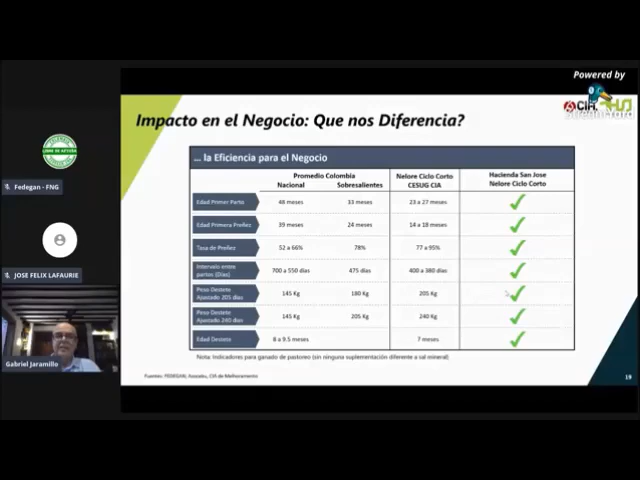 Powered by
Impacto en el Negocio: Que nos Diferencia?
... la Eficiencia para el Negocio
Promedio Colombia
Nacional Sobresalientes
Nelore Ciclo Corto
CESUG CIA
Hacienda San Jose
Nelore Ciclo Corto
Edad Primer Parto 48 meses 33 meses 23 a 27 meses
Edad Primera Preñez 39 meses 24 meses 14 a 18 meses
Tasa de Preñez 52 a 66% 78% 77 a 95%
Intervalo entre
partos (Días) 700 a 550 días 475 días 400 a 380 días
Peso Destete
Ajustado 205 días 145 Kg 180 Kg 205 Kg
Peso Destete
Ajustado 240 días 145 Kg 205 Kg 240 Kg
Edad Destete 8 a 9.5 meses 7 meses
Nota: Indicadores para ganado de pastoreo (sin ninguna suplementación diferente a sal mineral)
Fuentes: FEDEGAN, Asocebu, CIA de Mejoramiento
19
Fedegan - FNG
JOSE FELIX LAFAURIE
Gabriel Jaramillo